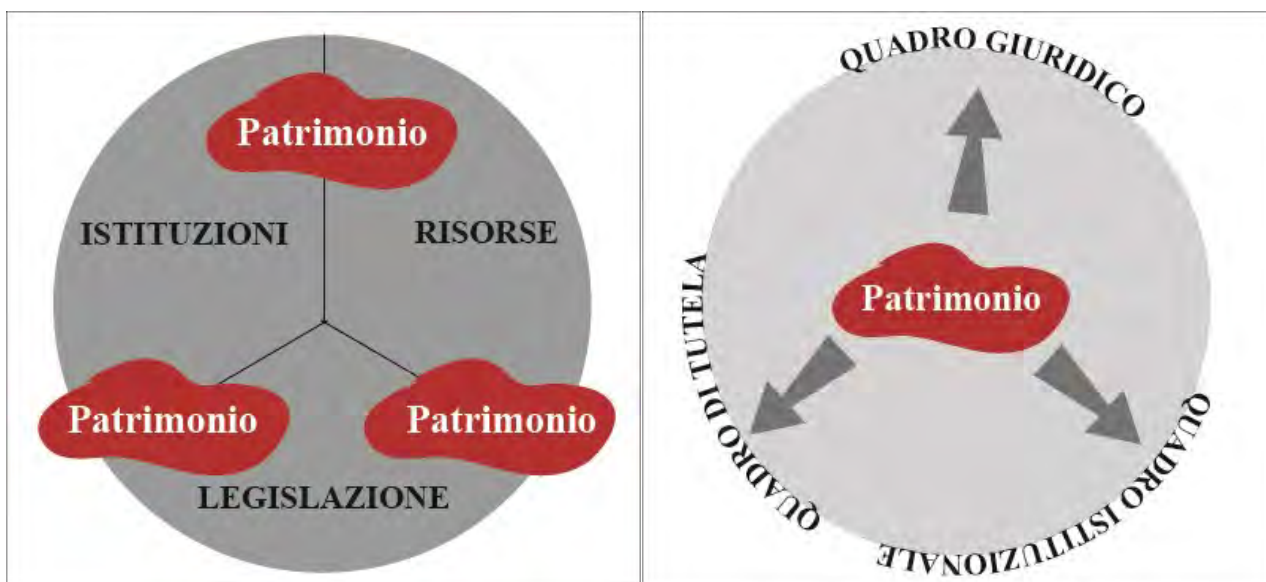 Patrimonio
ISTITUZIONI
RISORSE
Patrimonio
Patrimonio
LEGISLAZIONE
QUADRO GIURIDICO
Patrimonio
QUADRO DI TUTELA
QUADRO ISTITUZIONALE